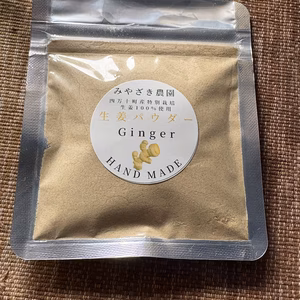 みやざき農園
四万十町産特別栽培
生姜100%使用
生姜パウダー
Ginger
HAND MADE